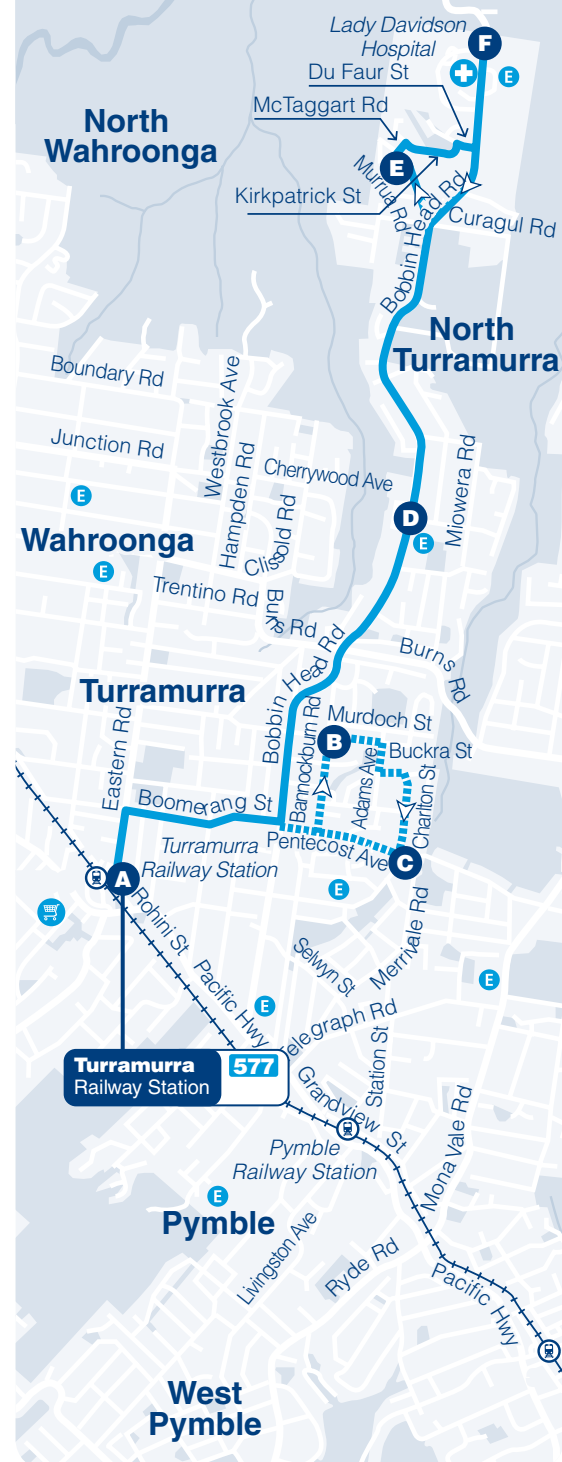 Lady Davidson
Hospital
F
E
Du Faur St
McTaggart Rd
North
Wahroonga
E
Murrua Rd
Kirkpatrick St
Bobbin Head Rd
Curagul Rd
North
Turramurra
Boundary Rd
Westbrook Ave
Junction Rd
Hampden Rd
Cherrywood Ave
Miowera Rd
E
Clissold Rd
D
E
Wahroonga
E
Trentino Rd
Burns Rd
Burns Rd
Bobbin Head Rd
Turramurra
Bannockburn Rd
Murdoch St
B
Buckra St
Eastern Rd
Adams Ave
Charlton St
Boomerang St
Turramurra
Railway Station
Pentecost Ave
C
A
E
Rohini St
Merrivale Rd
Selwyn St
Pacific Hwy
E
E
Telegraph Rd
Station St
Turramurra
Railway Station
577
Grandview St
Pymble
Railway Station
Mona Vale Rd
E
Pymble
Livingston Ave
Ryde Rd
Pacific Hwy
West
Pymble